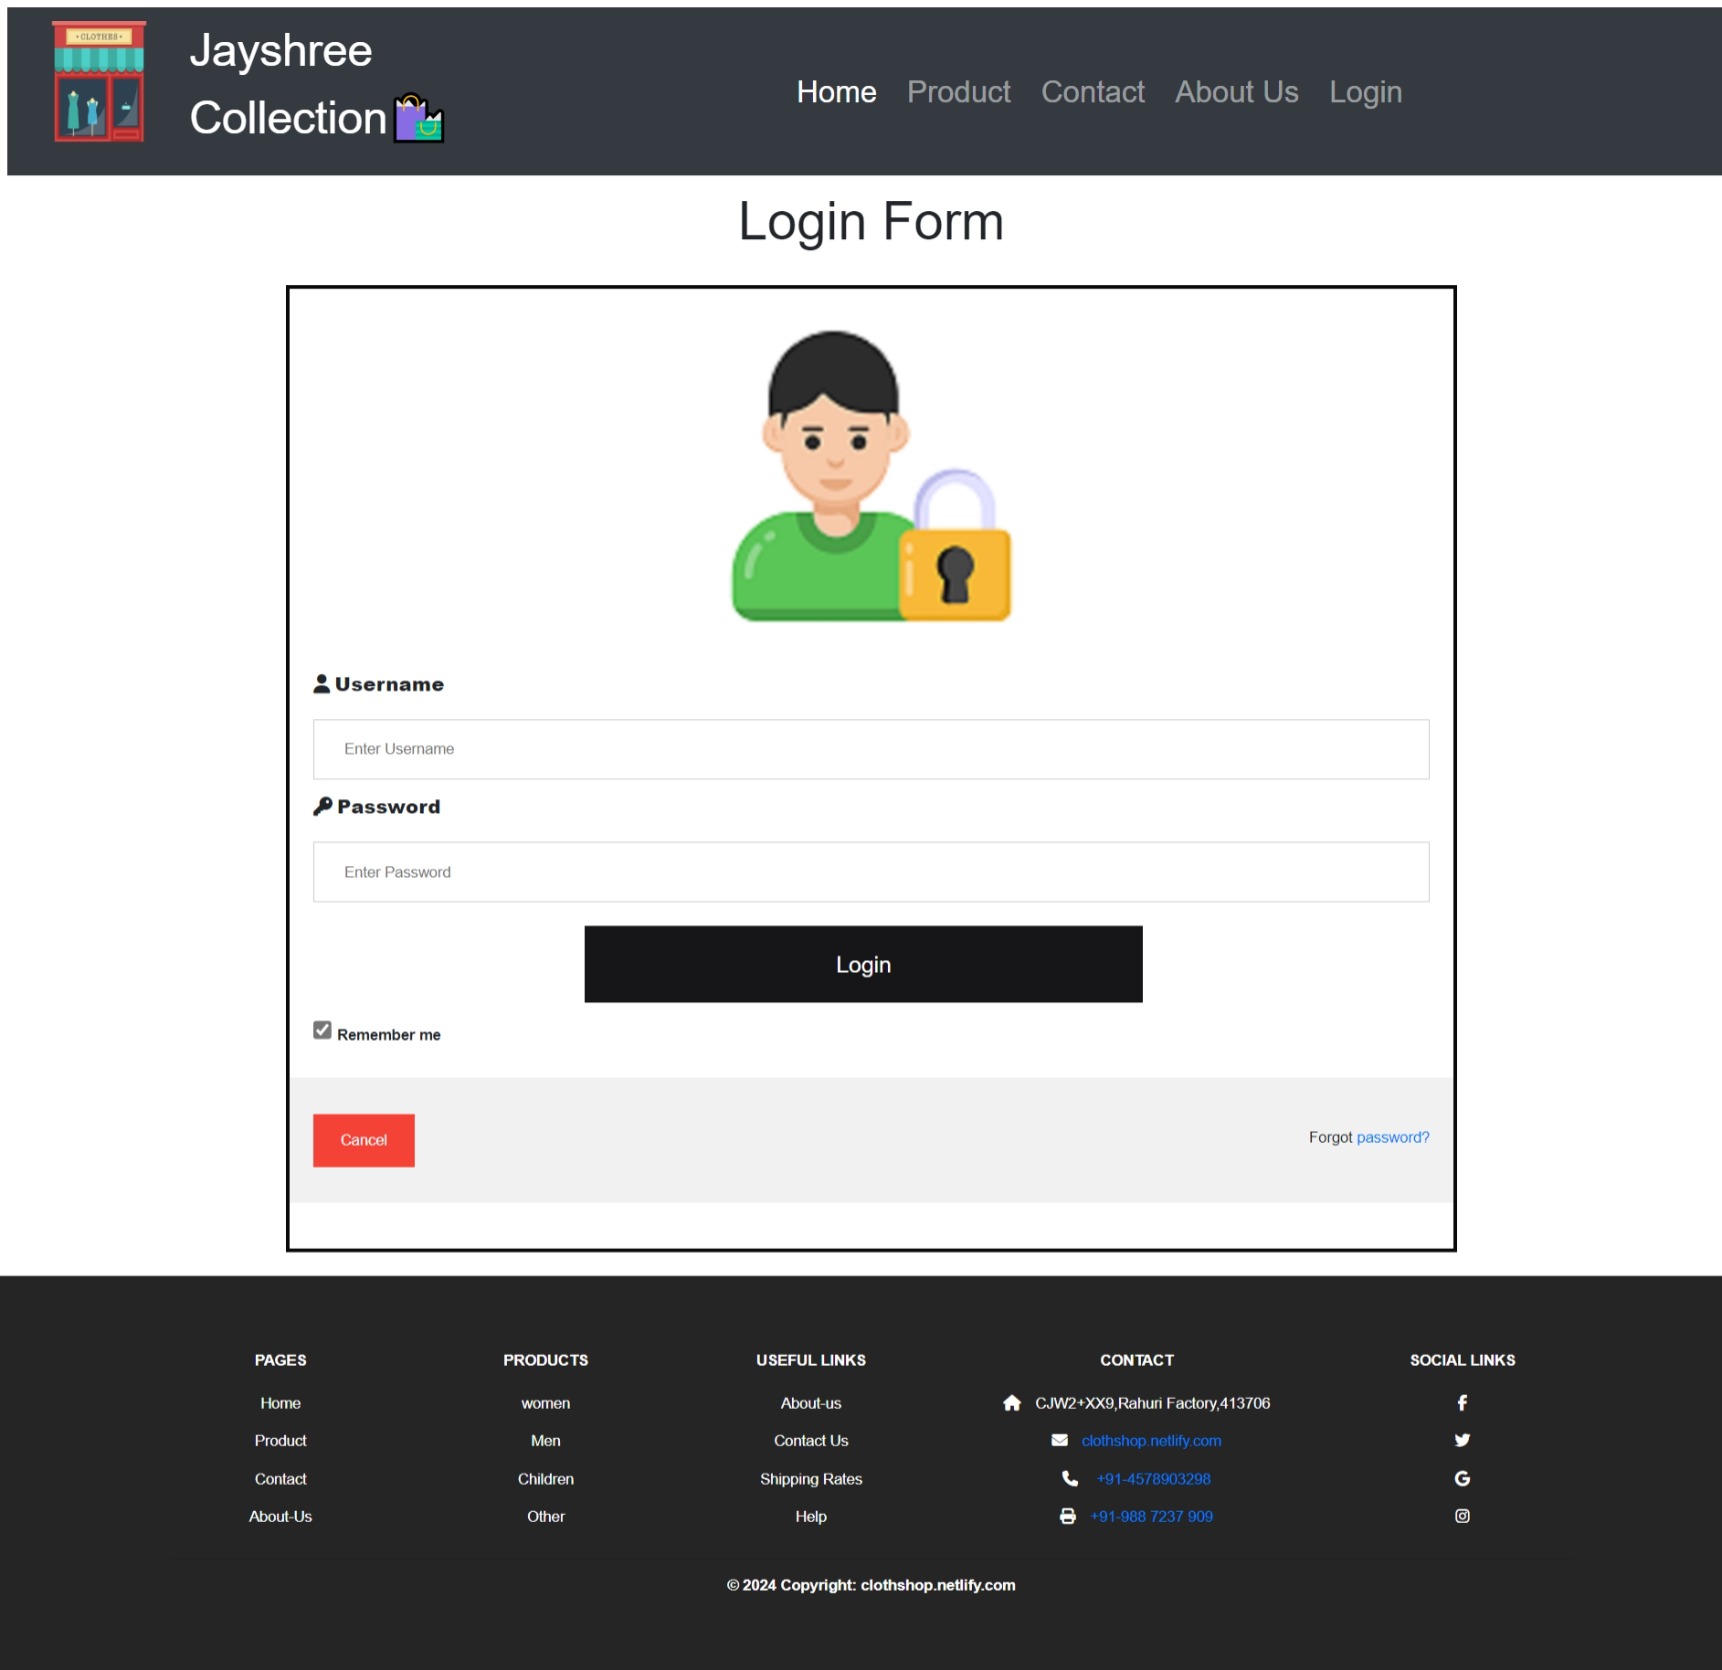 CLOTHES
Jayshree
Collection
Home Product Contact About Us Login
Login Form
Username
Enter Username
Password
Enter Password
Login
Remember me
Cancel
Forgot password?
PAGES
Home
Product
Contact
About-Us
PRODUCTS
women
Men
Children
Other
USEFUL LINKS
About-us
Contact Us
Shipping Rates
Help
CONTACT
CJW2+XX9,Rahuri Factory,413706
clothshop.netlify.com
+91-4578903298
+91-988 7237 909
SOCIAL LINKS
© 2024 Copyright: clothshop.netlify.com